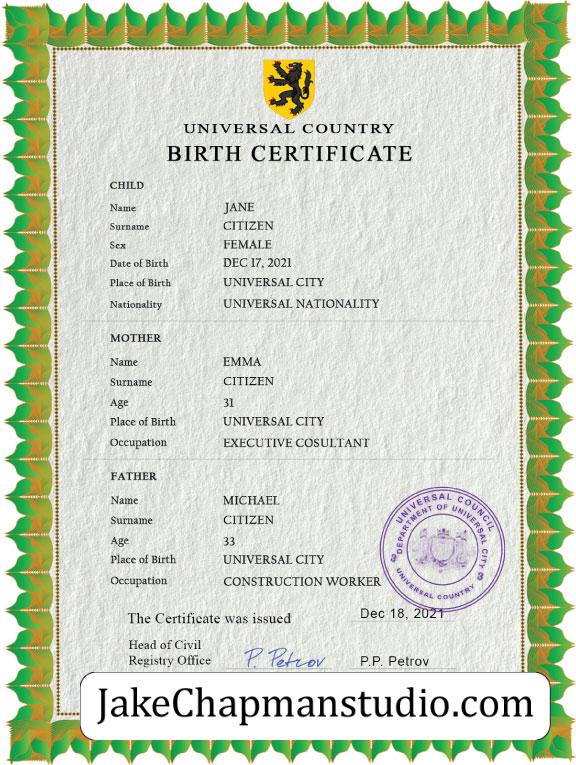 UNIVERSAL COUNTRY
BIRTH CERTIFICATE
CHILD
Name JANE
Surname CITIZEN
Sex FEMALE
Date of Birth DEC 17, 2021
Place of Birth UNIVERSAL CITY
Nationality UNIVERSAL NATIONALITY
MOTHER
Name EMMA
Surname CITIZEN
Age 31
Place of Birth UNIVERSAL CITY
Occupation EXECUTIVE COSULTANT
FATHER
Name MICHAEL
Surname CITIZEN
Age 33
Place of Birth UNIVERSAL CITY
Occupation CONSTRUCTION WORKER
UNIVERSAL COUNCIL
DEPARTMENT OF UNIVERSAL CITY
UNIVERSAL COUNTRY
The Certificate was issued Dec 18, 2021
Head of Civil
Registry Office P. Petrov P.P. Petrov
JakeChapmanstudio.com